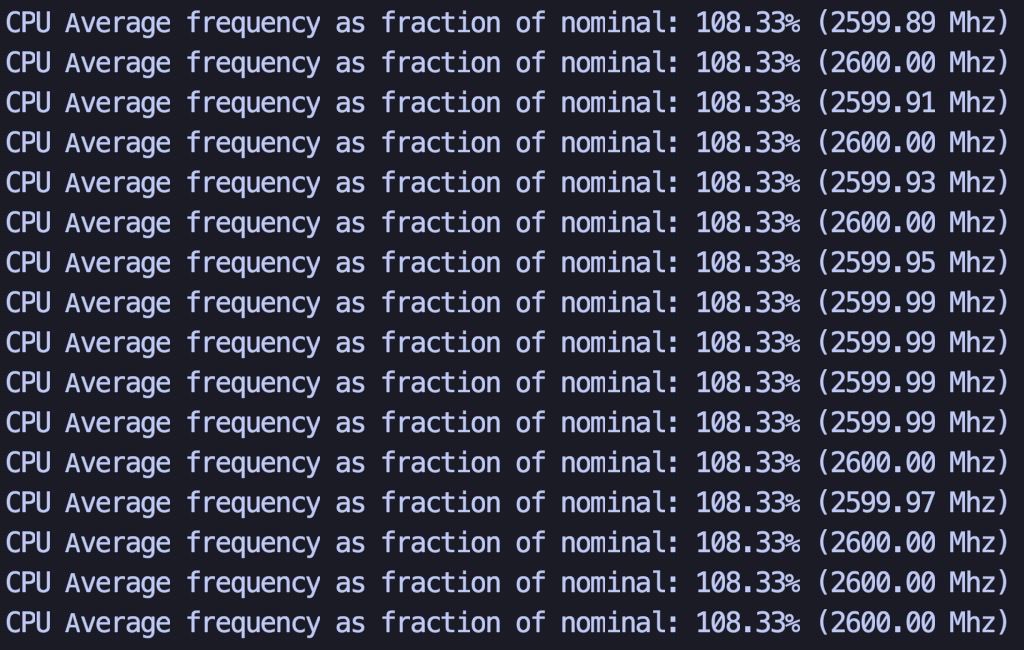 CPU Average frequency as fraction of nominal: 108.33% (2599.89 Mhz)
CPU Average frequency as fraction of nominal: 108.33% (2600.00 Mhz)
CPU Average frequency as fraction of nominal: 108.33% (2599.91 Mhz)
CPU Average frequency as fraction of nominal: 108.33% (2600.00 Mhz)
CPU Average frequency as fraction of nominal: 108.33% (2599.93 Mhz)
CPU Average frequency as fraction of nominal: 108.33% (2600.00 Mhz)
CPU Average frequency as fraction of nominal: 108.33% (2599.95 Mhz)
CPU Average frequency as fraction of nominal: 108.33% (2599.99 Mhz)
CPU Average frequency as fraction of nominal: 108.33% (2599.99 Mhz)
CPU Average frequency as fraction of nominal: 108.33% (2599.99 Mhz)
CPU Average frequency as fraction of nominal: 108.33% (2599.99 Mhz)
CPU Average frequency as fraction of nominal: 108.33% (2600.00 Mhz)
CPU Average frequency as fraction of nominal: 108.33% (2599.97 Mhz)
CPU Average frequency as fraction of nominal: 108.33% (2600.00 Mhz)
CPU Average frequency as fraction of nominal: 108.33% (2600.00 Mhz)
CPU Average frequency as fraction of nominal: 108.33% (2600.00 Mhz)